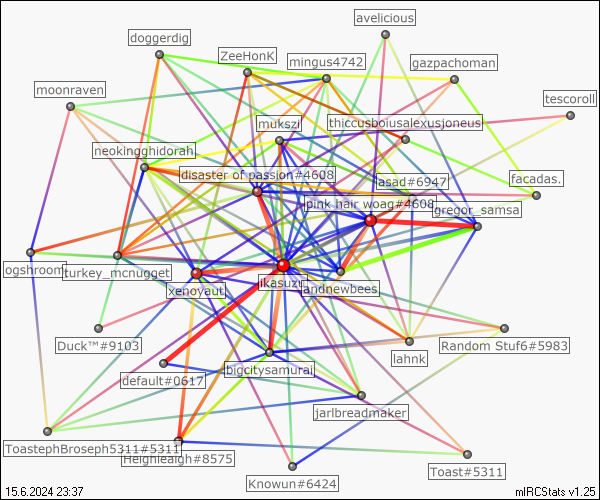 avelicious
doggerdig
ZeeHonK
mingus4742
gazpachoman
moonraven
tescoroll
mukszi
thiccusboiusalexusjoneus
neokingghidorah
disaster of passion#4608
lasad#6947
facadas.
pink hair woag#4608
gregor_samsa
ogshroom
turkey_mcnugget
xenoyaut
ikasuzu
andnewbees
Duck™#9103
lahnk
Random Stuf6#5983
default#0617
bigcitysamurai
jarlbreadmaker
ToastephBroseph5311#5311
Heighleaigh#8575
Toast#5311
Knowun#6424
15.6.2024 23:37
mIRCStats v1.25